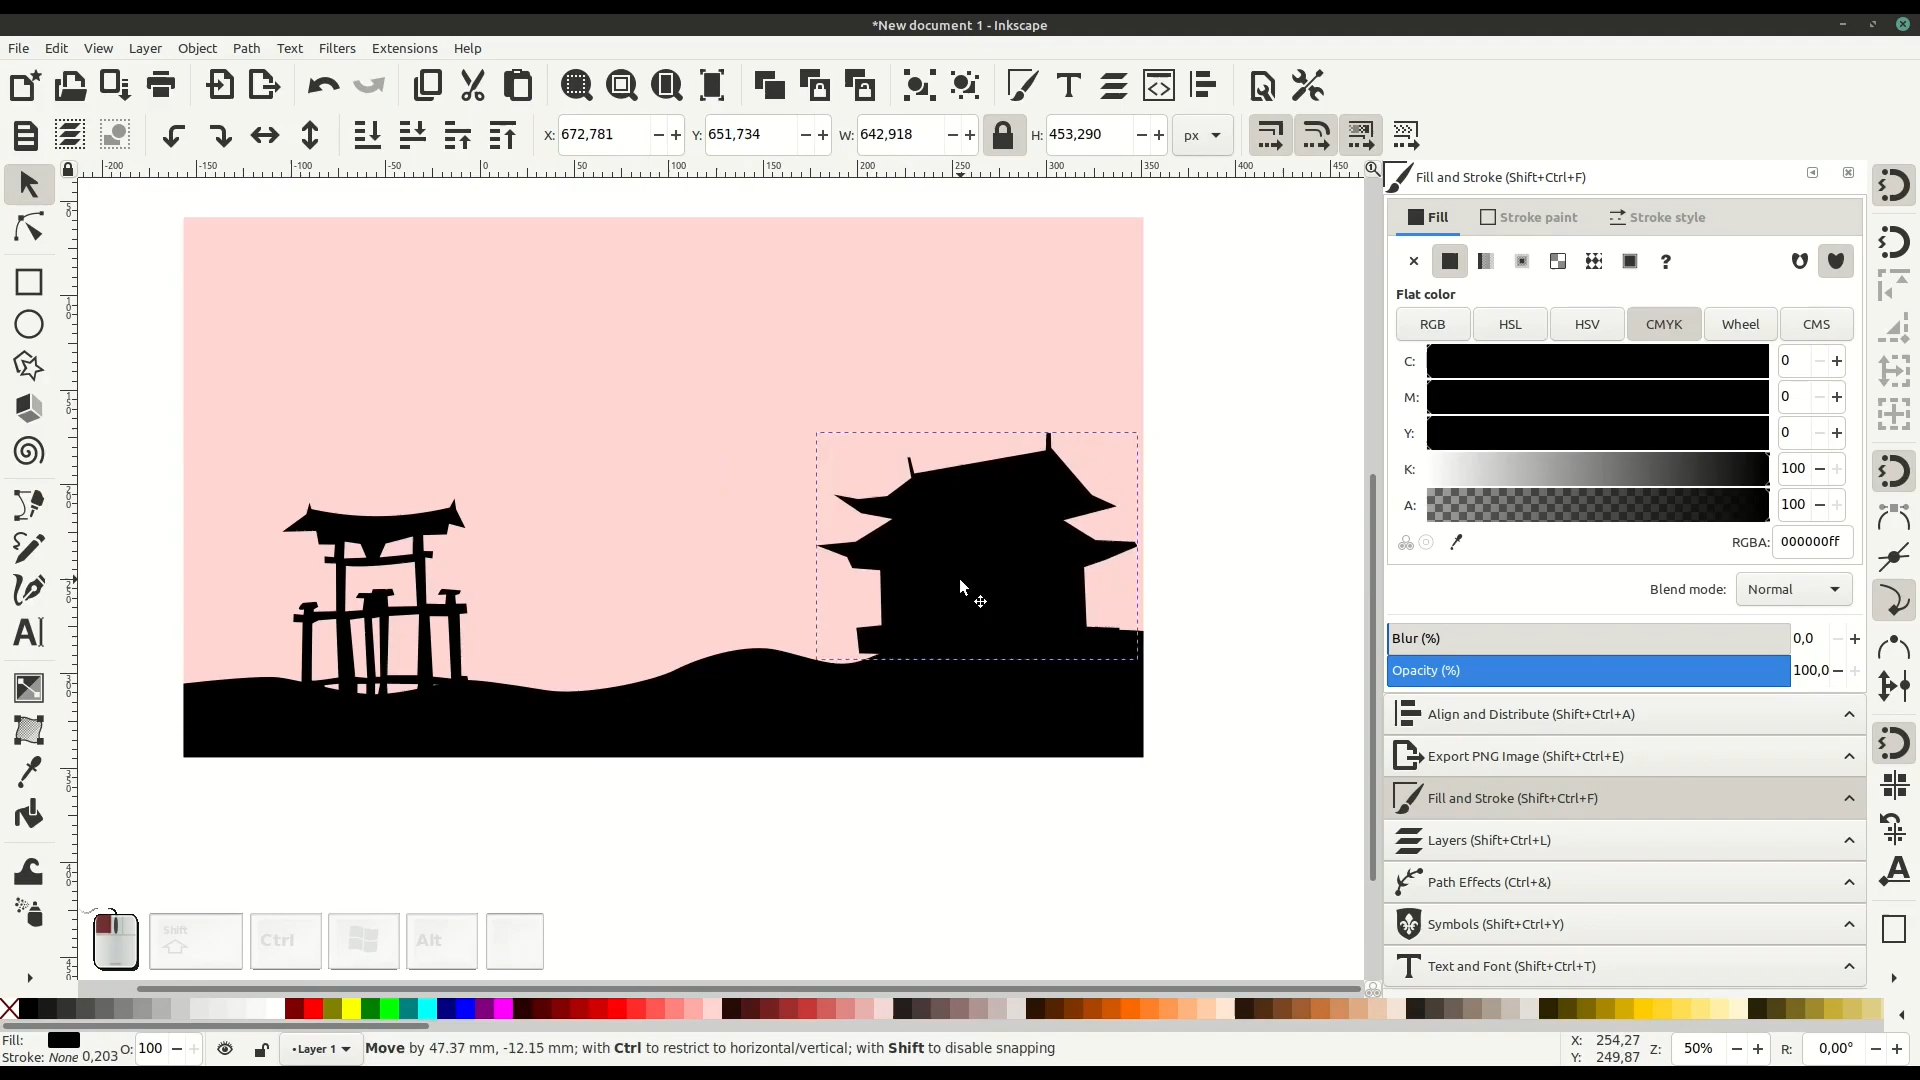 *New document 1 - Inkscape
File Edit View Layer Object Path Text Filters Extensions Help
X: 672,781 Y: 651,734 W: 642,918 H: 453,290 px
-200 -150 -100 -50 0 50 100 150 200 250 300 350 400 450
Fill and Stroke (Shift+Ctrl+F)
Fill Stroke paint Stroke style
?
Flat color
RGB HSL HSV CMYK Wheel CMS
C: 0
M: 0
Y: 0
K: 100
A: 100
RGBA: 000000ff
Blend mode: Normal
Blur (%) 0,0
Opacity (%) 100,0
Align and Distribute (Shift+Ctrl+A)
Export PNG Image (Shift+Ctrl+E)
Fill and Stroke (Shift+Ctrl+F)
Layers (Shift+Ctrl+L)
Path Effects (Ctrl+&)
Symbols (Shift+Ctrl+Y)
Text and Font (Shift+Ctrl+T)
Shift Ctrl Alt
Fill:
Stroke: None 0,203 O: 100 •Layer 1 Move by 47.37 mm, -12.15 mm; with Ctrl to restrict to horizontal/vertical; with Shift to disable snapping
X: 254,27
Y: 249,87 Z: 50% R: 0,00°